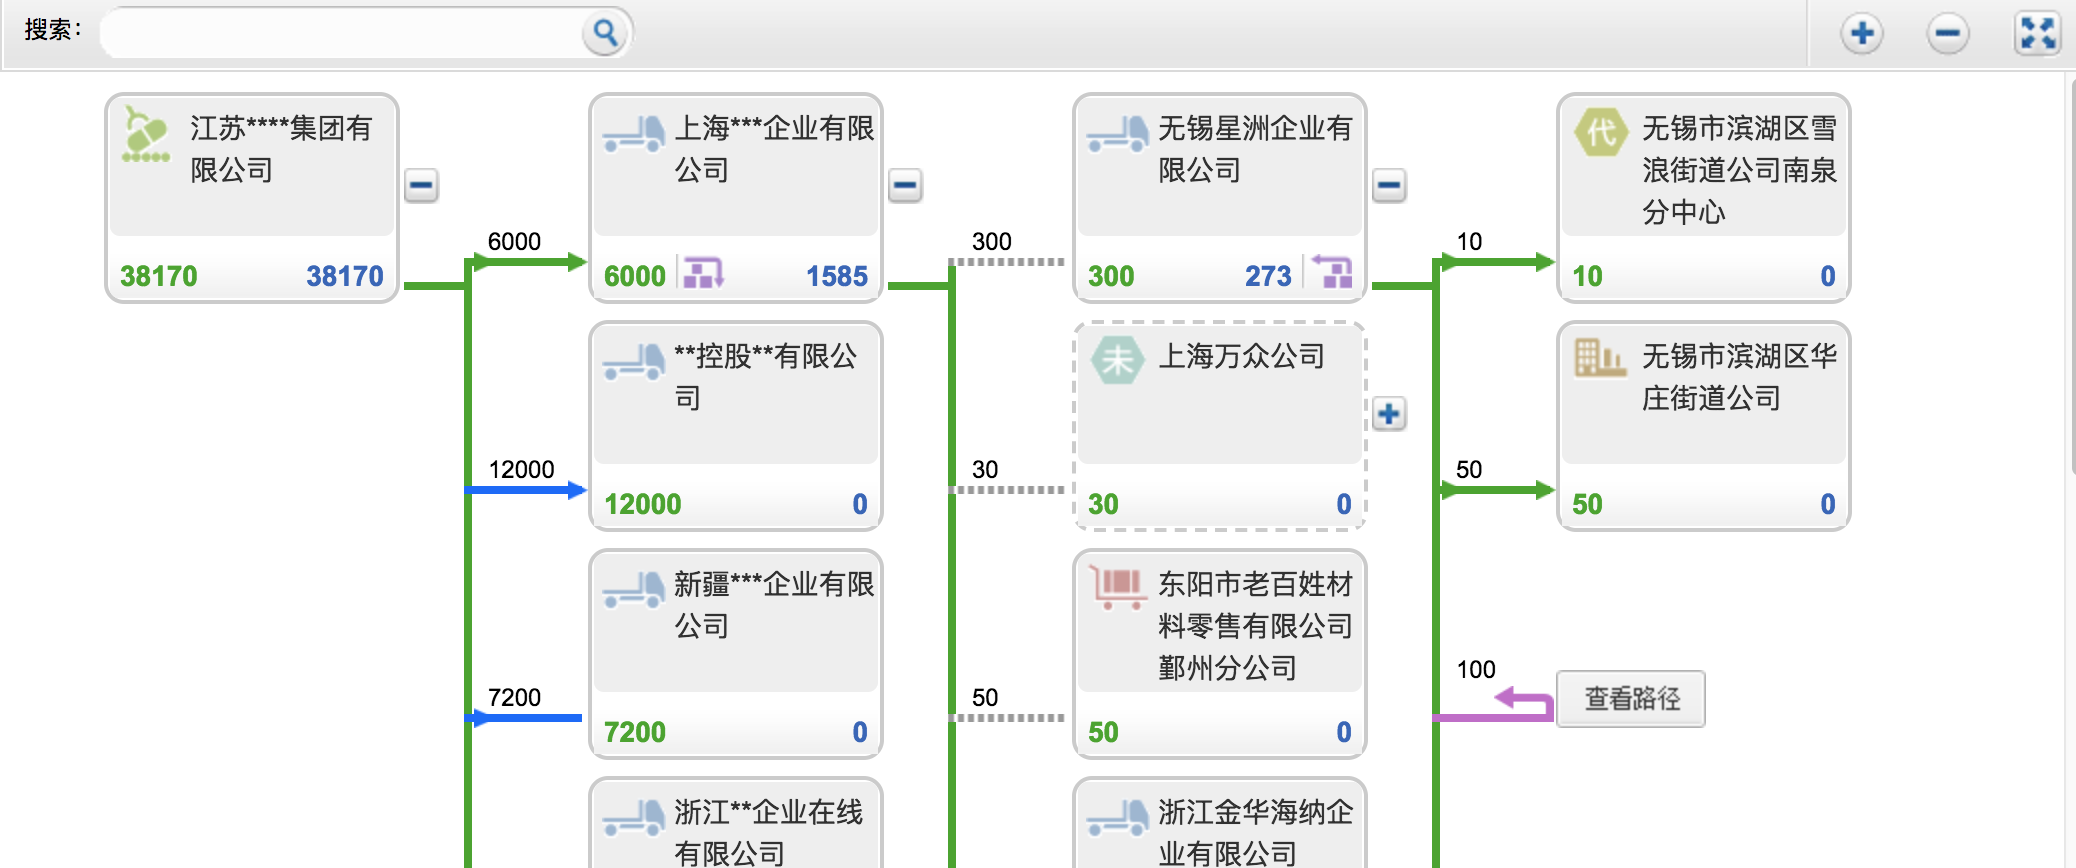 搜索：
江苏****集团有
限公司
38170
38170
6000
上海***企业有限
公司
6000
1585
300
无锡星洲企业有
限公司
300
273
10
代
无锡市滨湖区雪
浪街道公司南泉
分中心
10
0
12000
**控股**有限公
司
12000
0
30
未
上海万众公司
30
0
50
无锡市滨湖区华
庄街道公司
50
0
7200
新疆***企业有限
公司
7200
0
50
东阳市老百姓材
料零售有限公司
鄞州分公司
50
0
100
查看路径
浙江**企业在线
有限公司
浙江金华海纳企
业有限公司